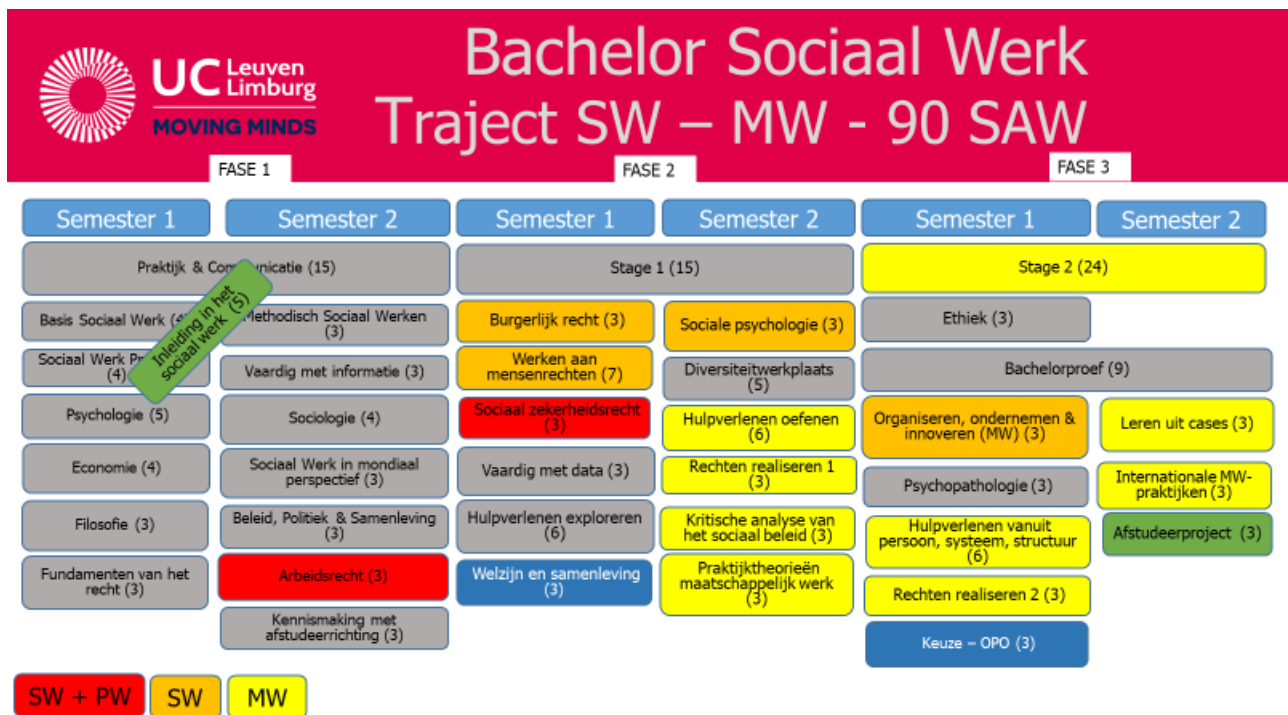 UC Leuven
Limburg
MOVING MINDS
Bachelor Sociaal Werk
Traject SW – MW - 90 SAW
FASE 1
FASE 2
FASE 3
Semester 1
Semester 2
Semester 1
Semester 2
Semester 1
Semester 2
Praktijk & Communicatie (15)
Stage 1 (15)
Stage 2 (24)
Inleiding in het
sociaal werk (5)
Basis Sociaal Werk (4)
Sociaal Werk
(4)
Psychologie (5)
Economie (4)
Filosofie (3)
Fundamenten van het
recht (3)
Methodisch Sociaal Werken
(3)
Vaardig met informatie (3)
Sociologie (4)
Sociaal Werk in mondiaal
perspectief (3)
Beleid, Politiek & Samenleving
(3)
Arbeidsrecht (3)
Kennismaking met
afstudeerrichting (3)
Burgerlijk recht (3)
Werken aan
mensenrechten (7)
Sociaal zekerheidsrecht
(3)
Vaardig met data (3)
Hulpverlenen exploreren
(6)
Welzijn en samenleving
(3)
Sociale psychologie (3)
Diversiteitwerkplaats
(5)
Hulpverlenen oefenen
(6)
Rechten realiseren 1
(3)
Kritische analyse van
het sociaal beleid (3)
Praktijktheorieën
maatschappelijk werk
(3)
Ethiek (3)
Bachelorproef (9)
Organiseren, ondernemen &
innoveren (MW) (3)
Psychopathologie (3)
Hulpverlenen vanuit
persoon, systeem, structuur
(6)
Rechten realiseren 2 (3)
Keuze – OPO (3)
Leren uit cases (3)
Internationale MW-
praktijken (3)
Afstudeerproject (3)
SW + PW
SW
MW